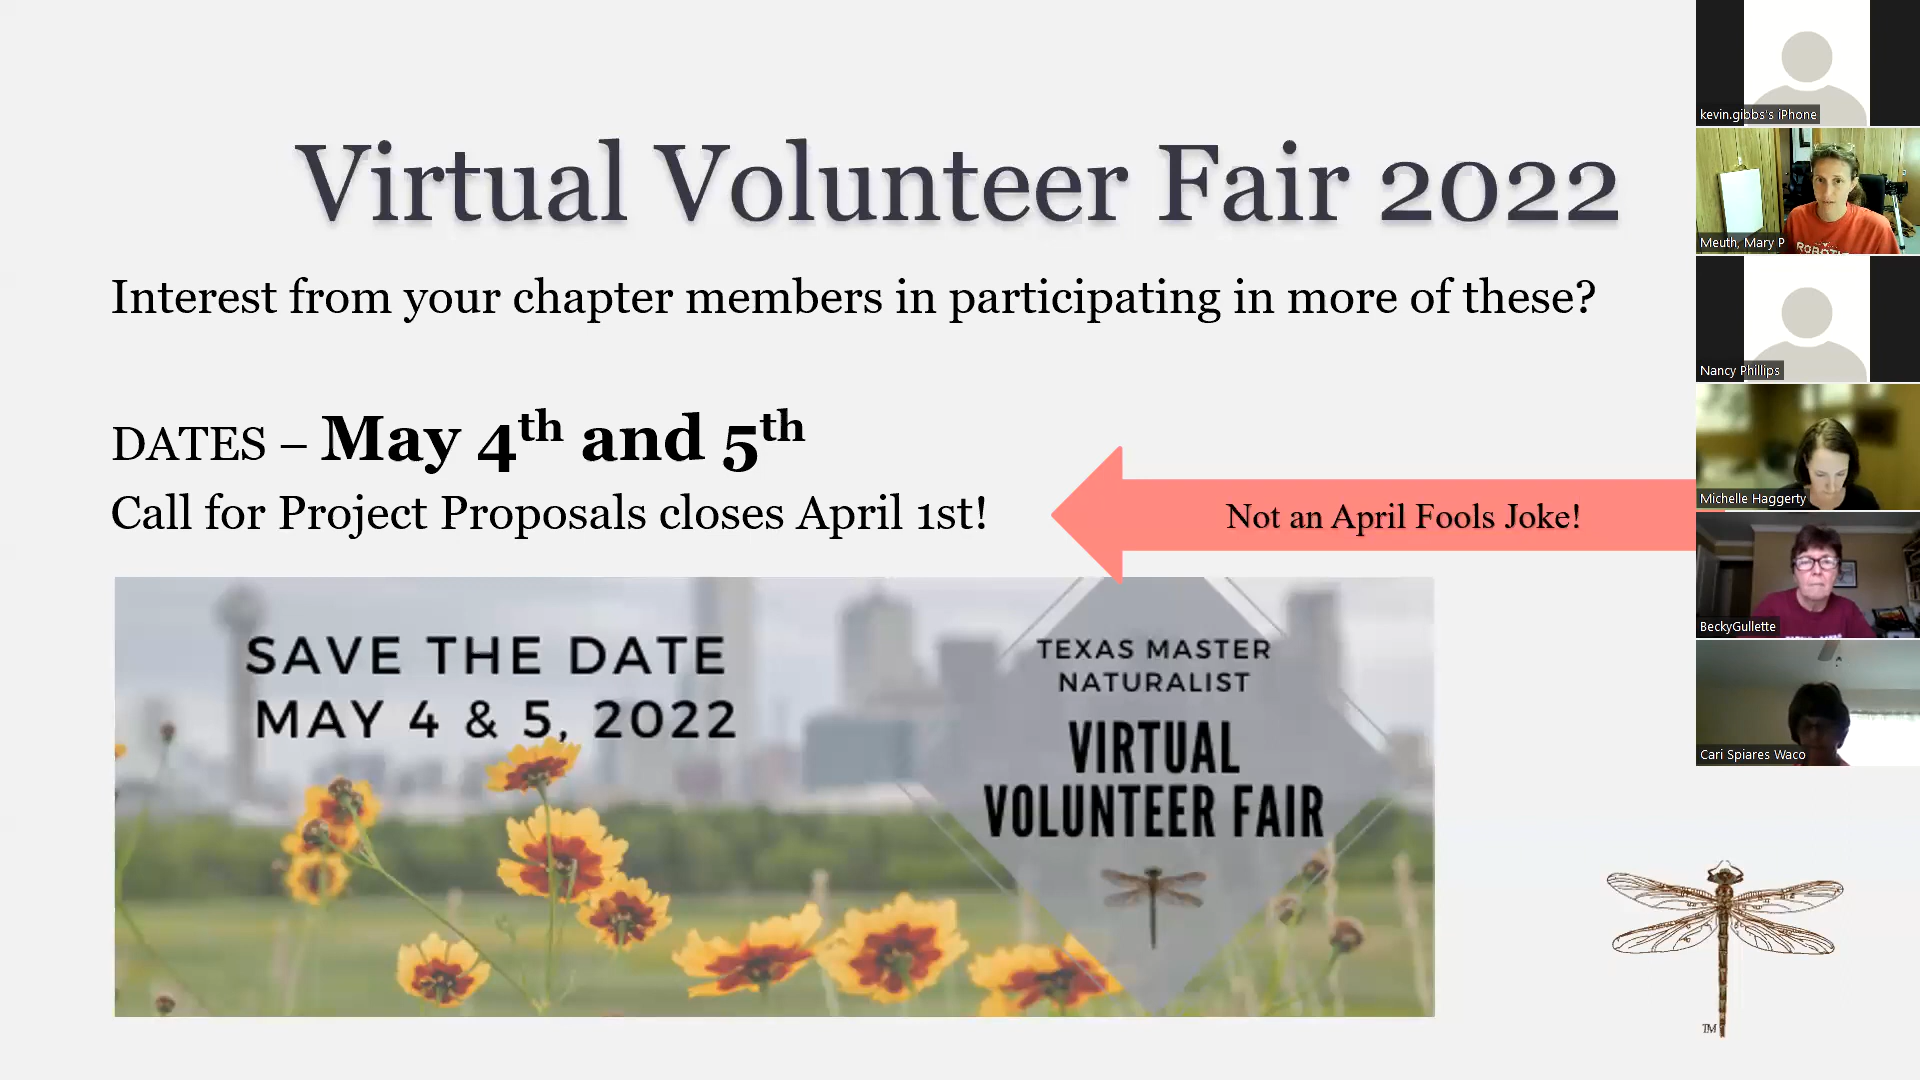 Virtual Volunteer Fair 2022
Interest from your chapter members in participating in more of these?
DATES – May 4th and 5th
Call for Project Proposals closes April 1st!
Not an April Fools Joke!
SAVE THE DATE
MAY 4 & 5, 2022
TEXAS MASTER
NATURALIST
VIRTUAL
VOLUNTEER FAIR
TM
kevin.gibbs's iPhone
Meuth, Mary P
Nancy Phillips
Michelle Haggerty
BeckyGullette
Cari Spiares Waco